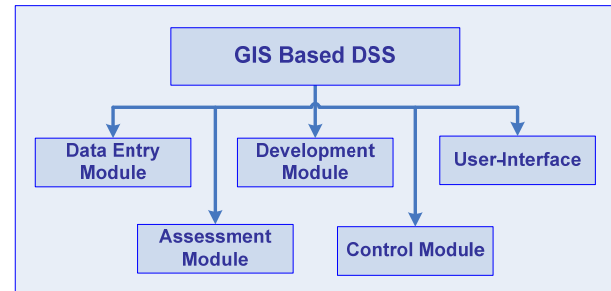 GIS Based DSS
Data Entry
Module
Development
Module
User-Interface
Assessment
Module
Control Module